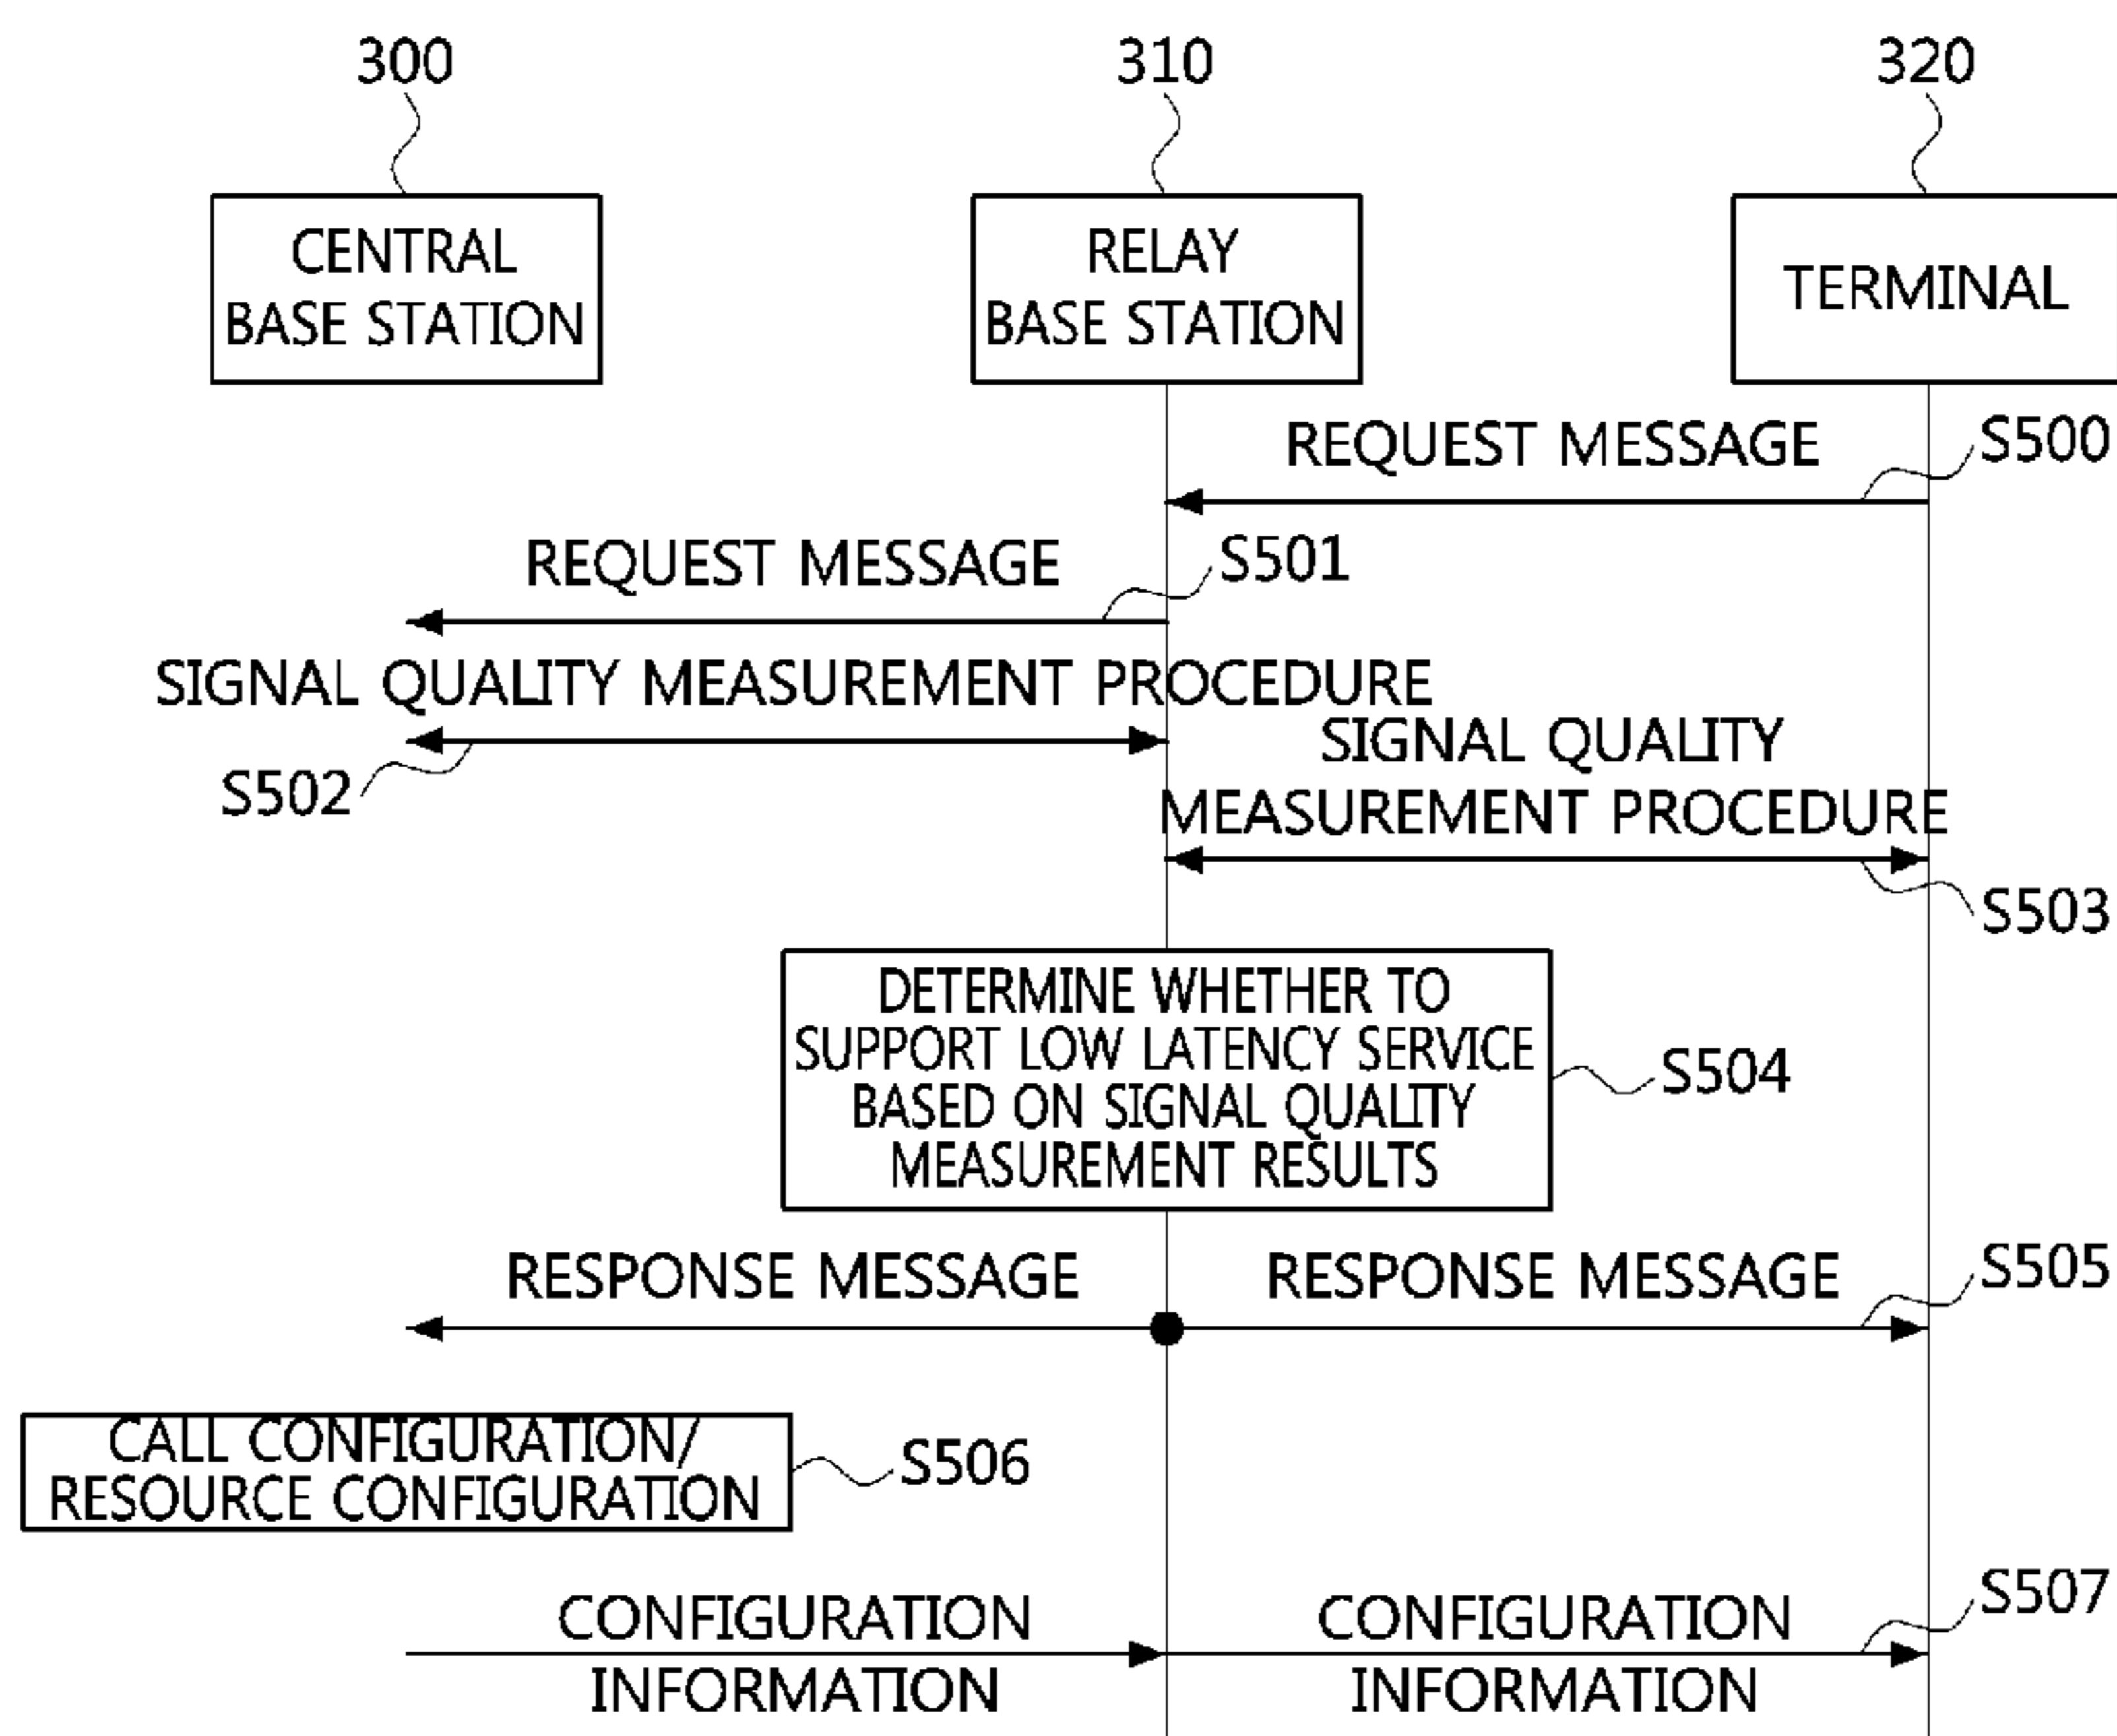 300
310
320
CENTRAL
BASE STATION
RELAY
BASE STATION
TERMINAL
REQUEST MESSAGE
S500
REQUEST MESSAGE
S501
SIGNAL QUALITY MEASUREMENT PROCEDURE
S502
SIGNAL QUALITY
MEASUREMENT PROCEDURE
S503
DETERMINE WHETHER TO
SUPPORT LOW LATENCY SERVICE
BASED ON SIGNAL QUALITY
MEASUREMENT RESULTS
S504
RESPONSE MESSAGE
RESPONSE MESSAGE
S505
CALL CONFIGURATION/
RESOURCE CONFIGURATION
S506
CONFIGURATION
INFORMATION
CONFIGURATION
INFORMATION
S507